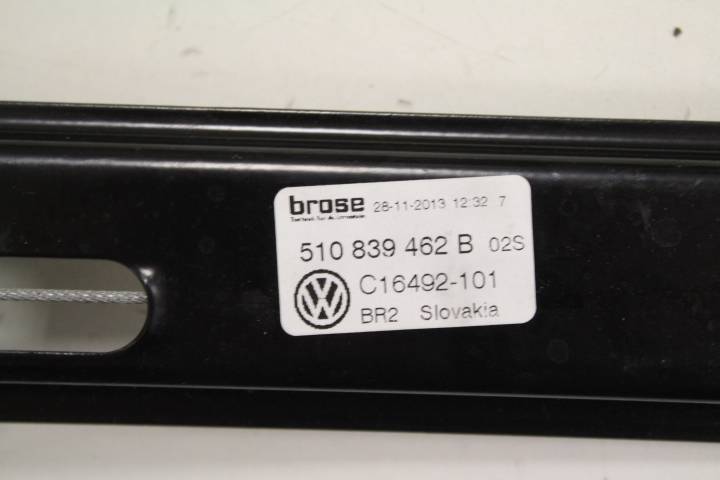 brose 28-11-2013 12:32 7
510 839 462 B 02S
C16492-101
BR2 Slovakia